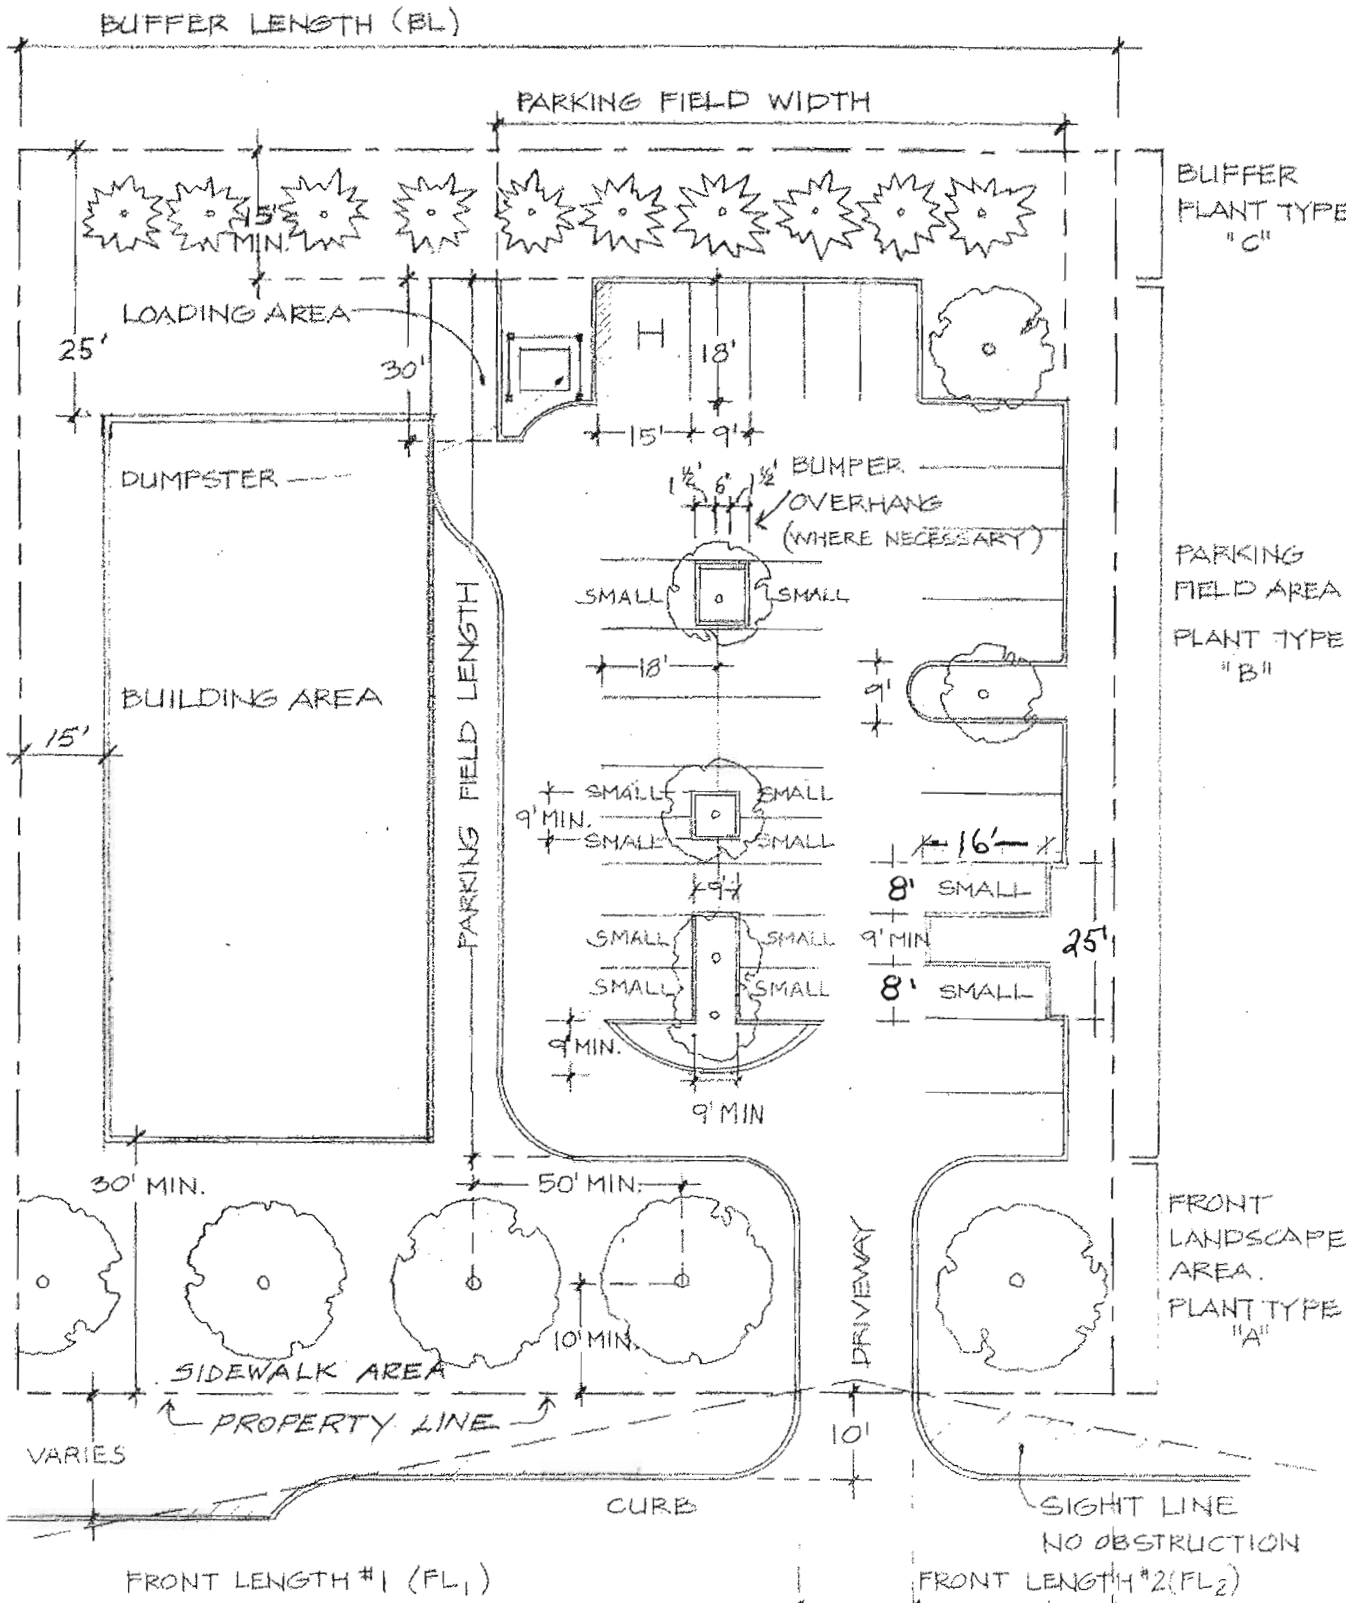 BUFFER LENGTH (BL)
PARKING FIELD WIDTH
BUFFER
PLANT TYPE
"C"
15'
MIN.
LOADING AREA
25'
30'
H
18'
15'
9'
DUMPSTER
1 1/2'
6'
1 1/2'
BUMPER
OVERHANG
(WHERE NECESSARY)
PARKING
FIELD AREA
PLANT TYPE
"B"
SMALL
SMALL
18'
9'
BUILDING AREA
15'
PARKING FIELD LENGTH
SMALL
SMALL
9' MIN.
SMALL
SMALL
16'
9'
8'
SMALL
SMALL
SMALL
9' MIN
25'
SMALL
SMALL
8'
SMALL
9' MIN.
9' MIN
30' MIN.
50' MIN.
FRONT
LANDSCAPE
AREA.
PLANT TYPE
"A"
DRIVEWAY
10' MIN.
SIDEWALK AREA
PROPERTY LINE
VARIES
10'
CURB
SIGHT LINE
NO OBSTRUCTION
FRONT LENGTH #1 (FL1)
FRONT LENGTH #2 (FL2)